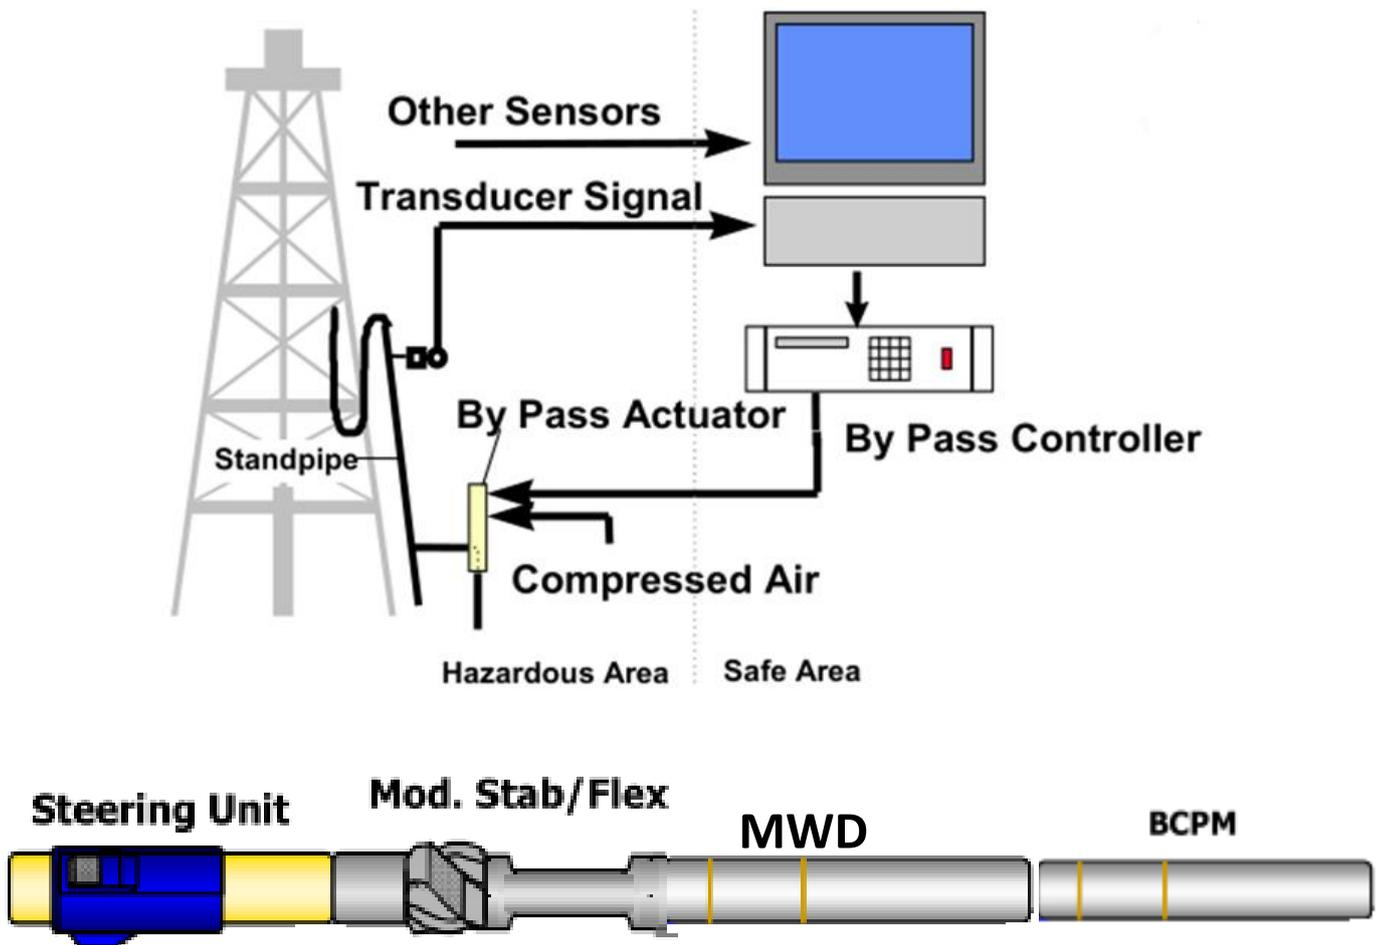 Other Sensors
Transducer Signal
By Pass Actuator
By Pass Controller
Standpipe
Compressed Air
Hazardous Area
Safe Area
Steering Unit
Mod. Stab/Flex
MWD
BCPM